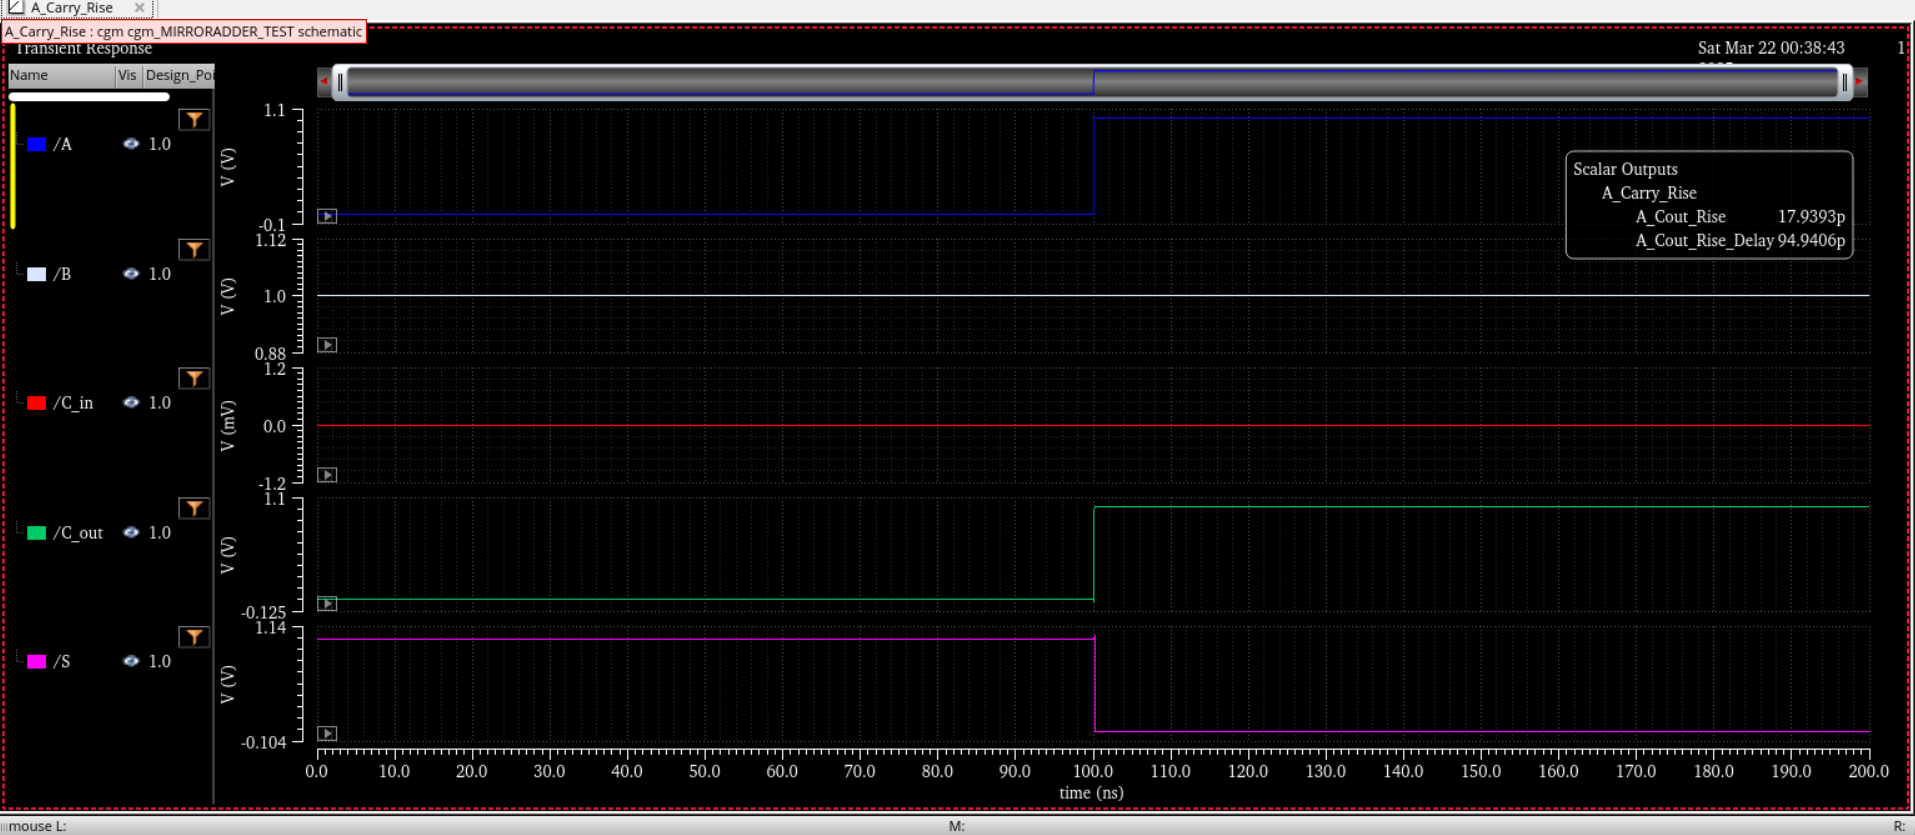 A_Carry_Rise
A_Carry_Rise : cgm cgm_MIRRORADDER_TEST schematic
Transient Response
Sat Mar 22 00:38:43 1
Name Vis Design_Poi
/A 1.0
/B 1.0
/C_in 1.0
/C_out 1.0
/S 1.0
1.1
V (V)
-0.1
1.12
V (V)
1.0
0.88
1.2
V (mV)
0.0
-1.2
1.1
V (V)
-0.125
1.14
V (V)
-0.104
Scalar Outputs
A_Carry_Rise
A_Cout_Rise 17.9393p
A_Cout_Rise_Delay 94.9406p
0.0 10.0 20.0 30.0 40.0 50.0 60.0 70.0 80.0 90.0 100.0 110.0 120.0 130.0 140.0 150.0 160.0 170.0 180.0 190.0 200.0
time (ns)
mouse L: M: R: